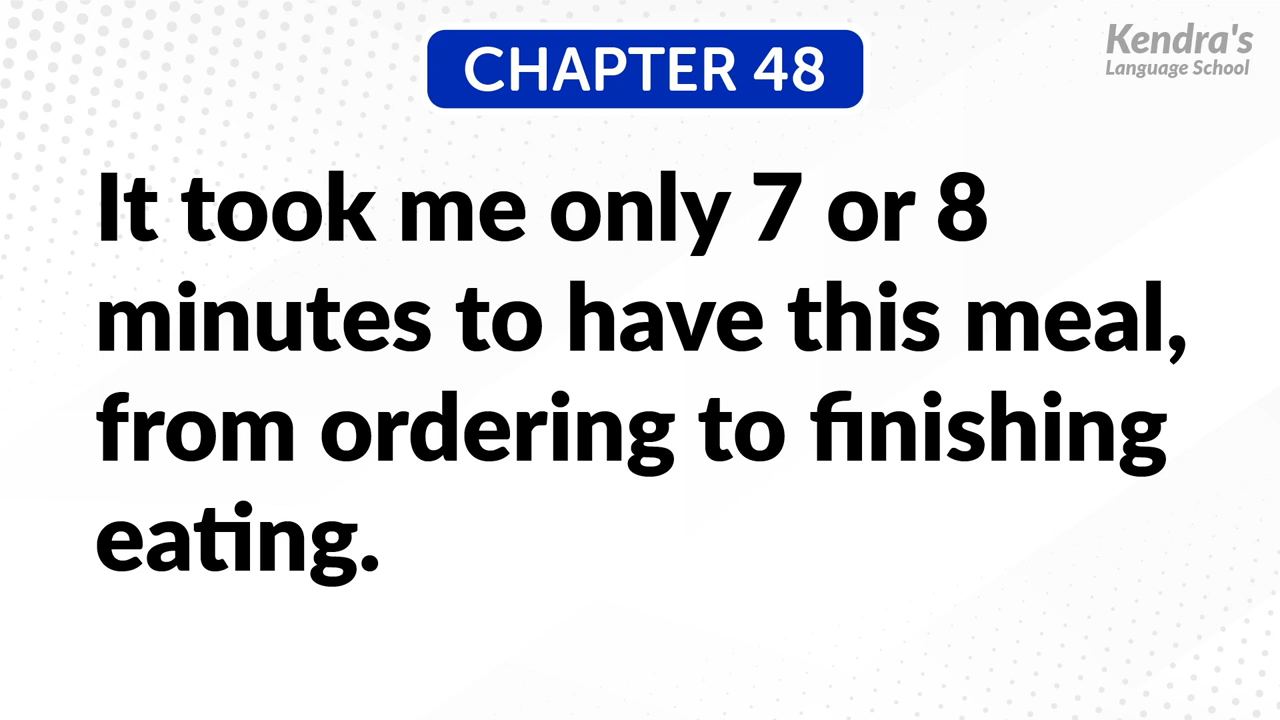 CHAPTER 48
Kendra's
Language School
It took me only 7 or 8
minutes to have this meal,
from ordering to finishing
eating.